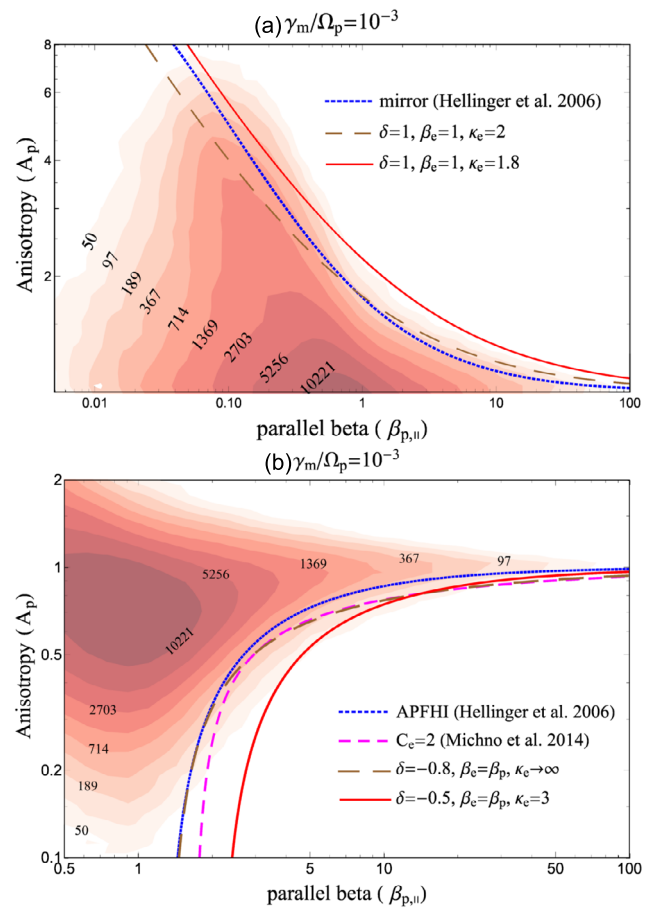 (a) γm/Ωp=10⁻³
8
6
4
2
Anisotropy ( Ap)
mirror (Hellinger et al. 2006)
δ=1, βe=1, κe=2
δ=1, βe=1, κe=1.8
50
97
189
367
714
1369
2703
5256
10221
0.01 0.10 1 10 100
parallel beta ( βp,II)
(b) γm/Ωp=10⁻³
2
1
0.5
0.2
0.1
Anisotropy ( Ap)
5256 1369 367 97
10221
2703
714
189
50
APFHI (Hellinger et al. 2006)
Ce=2 (Michno et al. 2014)
δ=−0.8, βe=βp, κe→∞
δ=−0.5, βe=βp, κe=3
0.5 1 5 10 50 100
parallel beta ( βp,II)